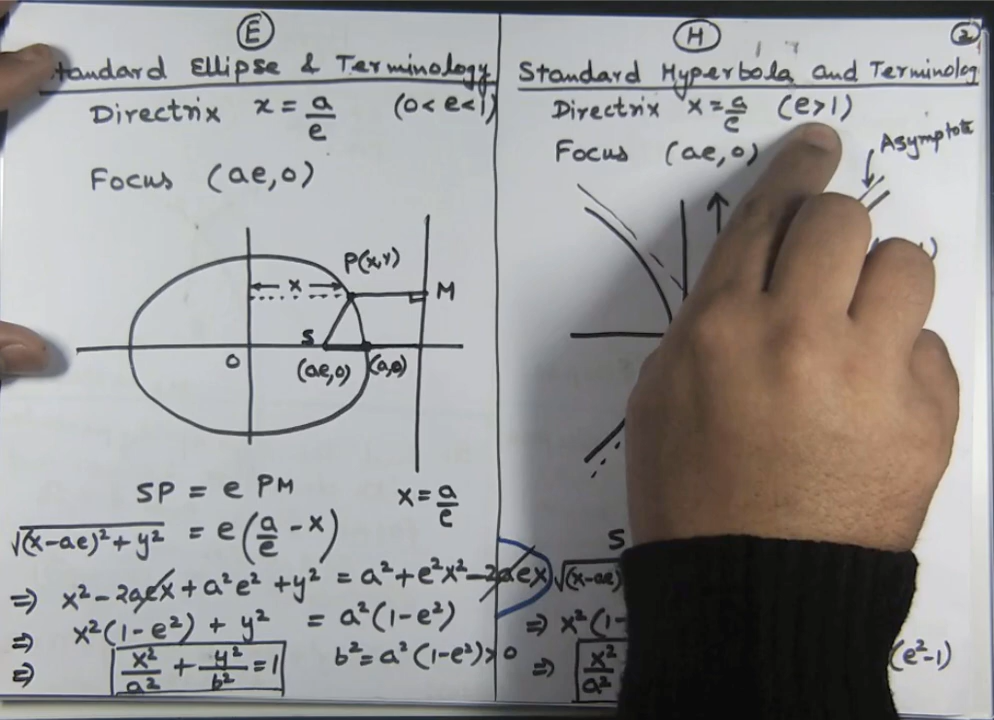 E
Standard Ellipse & Terminology
Directrix x = a/e (0 < e < 1)
Focus (ae, 0)
P(x,y)
x
M
S
O
(ae,0) (a,0)
SP = e PM
x = a/e
√(x-ae)² + y² = e(a/e - x)
⇒ x² - 2aex + a²e² + y² = a² + e²x² - 2aex
⇒ x²(1-e²) + y² = a²(1-e²)
⇒ x²/a² + y²/b² = 1 b² = a²(1-e²) > 0
H
2
Standard Hyperbola and Terminolog
Directrix x = a/e (e>1)
Focus (ae, 0)
Asymptote
S
√(x-ae)
⇒ x²(1-
⇒ x²/a² (e²-1)